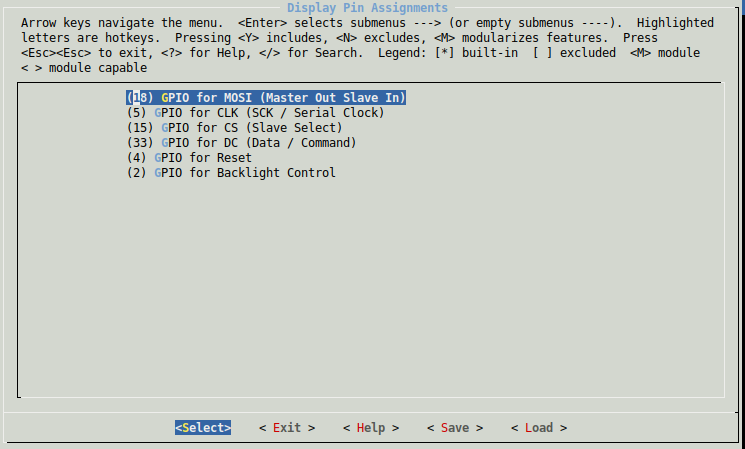 Display Pin Assignments
Arrow keys navigate the menu.  <Enter> selects submenus ---> (or empty submenus ----).  Highlighted
letters are hotkeys.  Pressing <Y> includes, <N> excludes, <M> modularizes features.  Press
<Esc><Esc> to exit, <?> for Help, </> for Search.  Legend: [*] built-in  [ ] excluded  <M> module
< > module capable
(18) GPIO for MOSI (Master Out Slave In)
(5) GPIO for CLK (SCK / Serial Clock)
(15) GPIO for CS (Slave Select)
(33) GPIO for DC (Data / Command)
(4) GPIO for Reset
(2) GPIO for Backlight Control
<Select>    < Exit >    < Help >    < Save >    < Load >